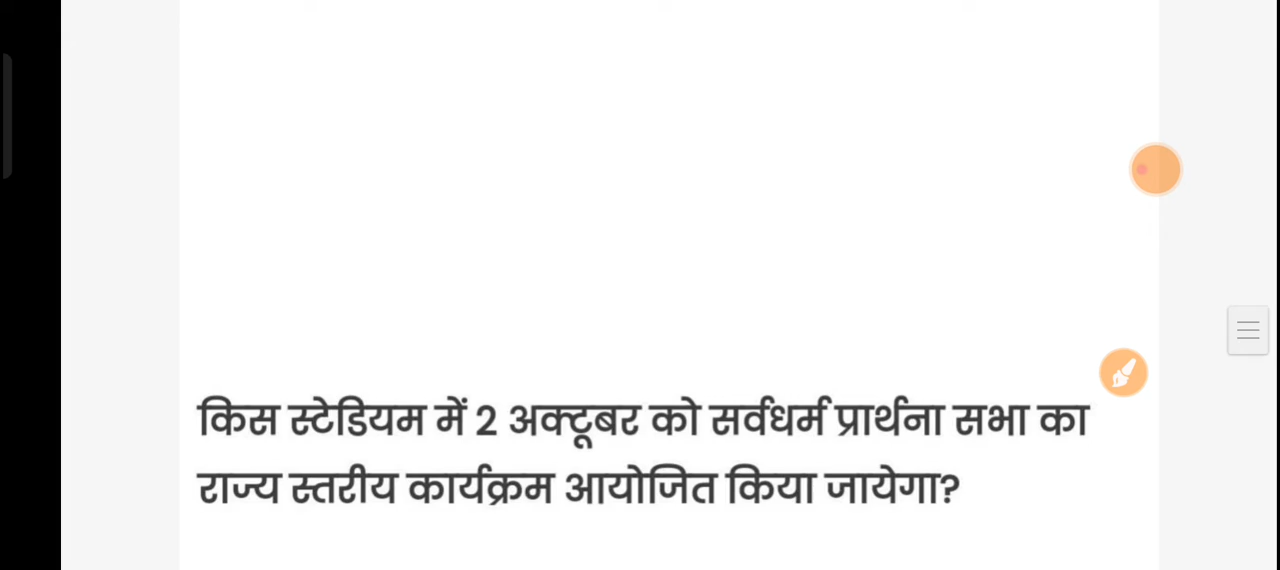 किस स्टेडियम में 2 अक्टूबर को सर्वधर्म प्रार्थना सभा का
राज्य स्तरीय कार्यक्रम आयोजित किया जायेगा?